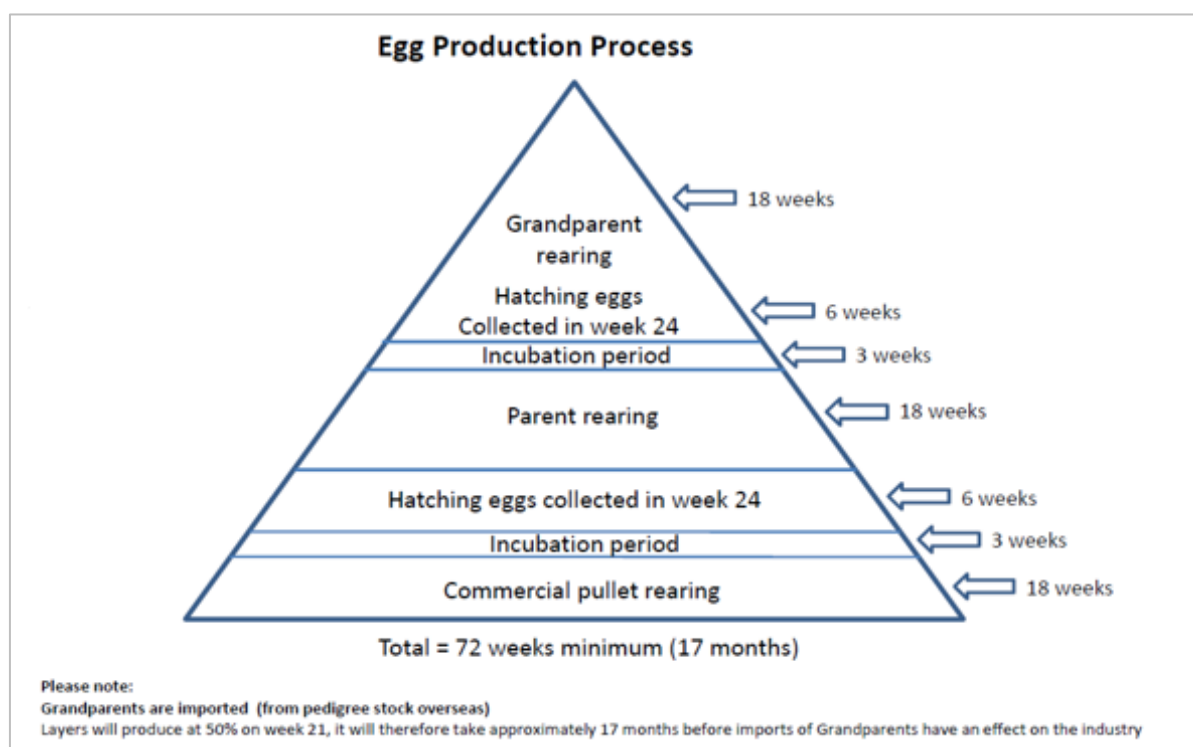 Egg Production Process
18 weeks
Grandparent
rearing
Hatching eggs
Collected in week 24
6 weeks
Incubation period
3 weeks
Parent rearing
18 weeks
Hatching eggs collected in week 24
6 weeks
Incubation period
3 weeks
Commercial pullet rearing
18 weeks
Total = 72 weeks minimum (17 months)
Please note:
Grandparents are imported (from pedigree stock overseas)
Layers will produce at 50% on week 21, it will therefore take approximately 17 months before imports of Grandparents have an effect on the industry